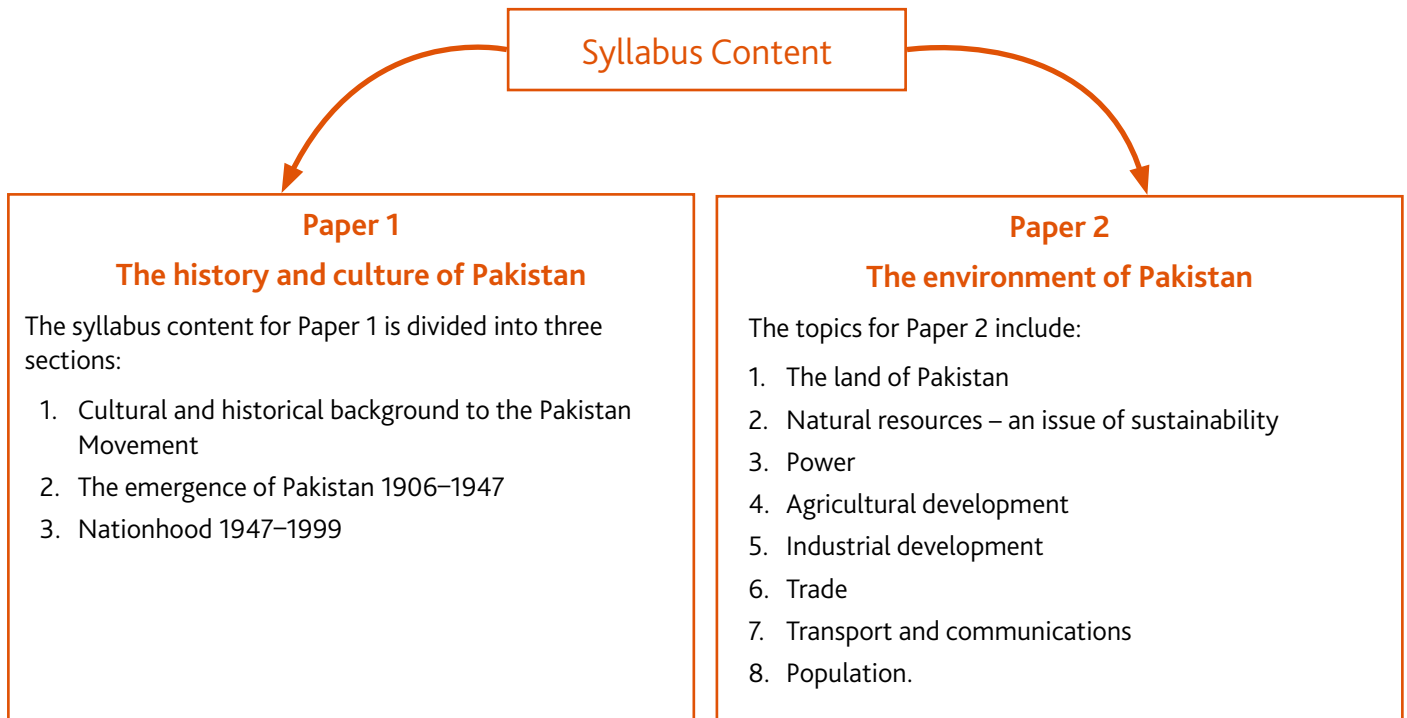 Syllabus Content
Paper 1
The history and culture of Pakistan
The syllabus content for Paper 1 is divided into three
sections:
1. Cultural and historical background to the Pakistan
Movement
2. The emergence of Pakistan 1906–1947
3. Nationhood 1947–1999
Paper 2
The environment of Pakistan
The topics for Paper 2 include:
1. The land of Pakistan
2. Natural resources – an issue of sustainability
3. Power
4. Agricultural development
5. Industrial development
6. Trade
7. Transport and communications
8. Population.